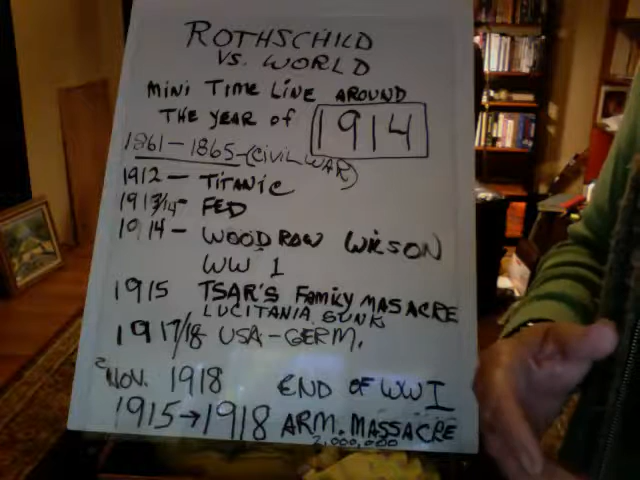 ROTHSCHILD
VS. WORLD
MINI TIME LINE AROUND
THE YEAR OF 1914
1861-1865-(CIVIL WAR)
1912 - TITANIC
1913/14- FED
1914- WOODROW WILSON
WW 1
1915 TSAR'S FAMILY MASACRE
LUCITANIA SUNK
1917/18 USA-GERM.
NOV. 1918 END OF WWI
1915→1918 ARM. MASSACRE
2,000,000